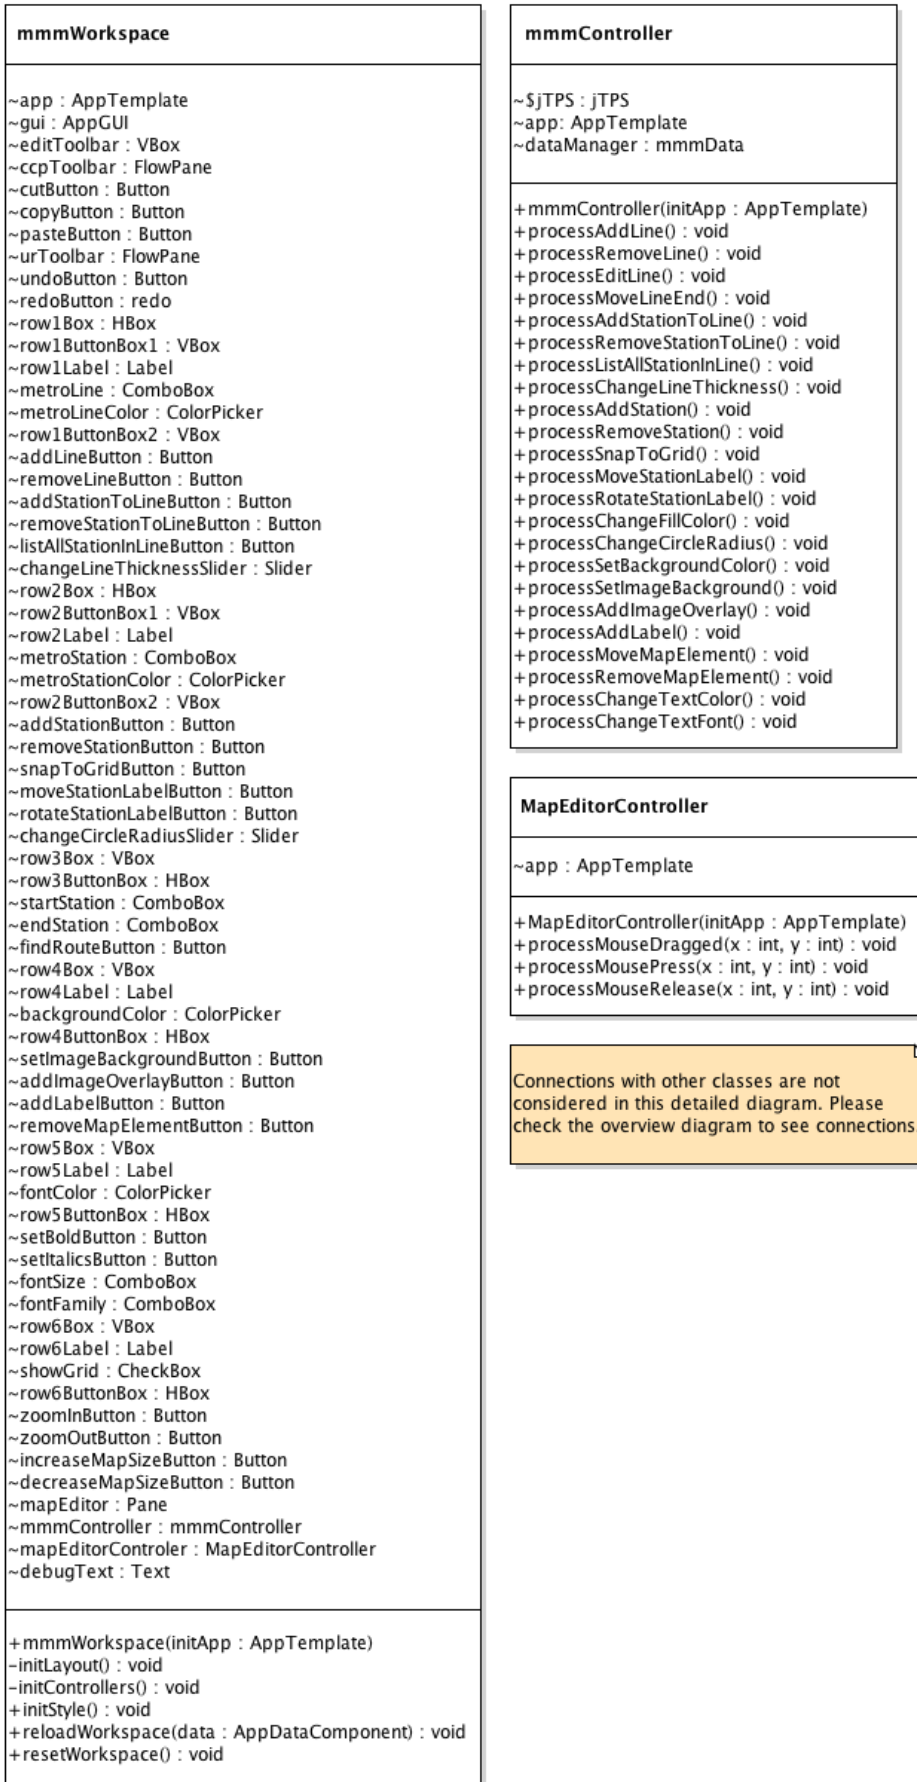 mmmWorkspace
~app : AppTemplate
~gui : AppGUI
~editToolbar : VBox
~ccpToolbar : FlowPane
~cutButton : Button
~copyButton : Button
~pasteButton : Button
~urToolbar : FlowPane
~undoButton : Button
~redoButton : redo
~row1Box : HBox
~row1ButtonBox1 : VBox
~row1Label : Label
~metroLine : ComboBox
~metroLineColor : ColorPicker
~row1ButtonBox2 : VBox
~addLineButton : Button
~removeLineButton : Button
~addStationToLineButton : Button
~removeStationToLineButton : Button
~listAllStationInLineButton : Button
~changeLineThicknessSlider : Slider
~row2Box : HBox
~row2ButtonBox1 : VBox
~row2Label : Label
~metroStation : ComboBox
~metroStationColor : ColorPicker
~row2ButtonBox2 : VBox
~addStationButton : Button
~removeStationButton : Button
~snapToGridButton : Button
~moveStationLabelButton : Button
~rotateStationLabelButton : Button
~changeCircleRadiusSlider : Slider
~row3Box : VBox
~row3ButtonBox : HBox
~startStation : ComboBox
~endStation : ComboBox
~findRouteButton : Button
~row4Box : VBox
~row4Label : Label
~backgroundColor : ColorPicker
~row4ButtonBox : HBox
~setImageBackgroundButton : Button
~addImageOverlayButton : Button
~addLabelButton : Button
~removeMapElementButton : Button
~row5Box : VBox
~row5Label : Label
~fontColor : ColorPicker
~row5ButtonBox : HBox
~setBoldButton : Button
~setItalicsButton : Button
~fontSize : ComboBox
~fontFamily : ComboBox
~row6Box : VBox
~row6Label : Label
~showGrid : CheckBox
~row6ButtonBox : HBox
~zoomInButton : Button
~zoomOutButton : Button
~increaseMapSizeButton : Button
~decreaseMapSizeButton : Button
~mapEditor : Pane
~mmmController : mmmController
~mapEditorControler : MapEditorController
~debugText : Text
+mmmWorkspace(initApp : AppTemplate)
-initLayout() : void
-initControllers() : void
+initStyle() : void
+reloadWorkspace(data : AppDataComponent) : void
+resetWorkspace() : void
mmmController
~$jTPS : jTPS
~app: AppTemplate
~dataManager : mmmData
+mmmController(initApp : AppTemplate)
+processAddLine() : void
+processRemoveLine() : void
+processEditLine() : void
+processMoveLineEnd() : void
+processAddStationToLine() : void
+processRemoveStationToLine() : void
+processListAllStationInLine() : void
+processChangeLineThickness() : void
+processAddStation() : void
+processRemoveStation() : void
+processSnapToGrid() : void
+processMoveStationLabel() : void
+processRotateStationLabel() : void
+processChangeFillColor() : void
+processChangeCircleRadius() : void
+processSetBackgroundColor() : void
+processSetImageBackground() : void
+processAddImageOverlay() : void
+processAddLabel() : void
+processMoveMapElement() : void
+processRemoveMapElement() : void
+processChangeTextColor() : void
+processChangeTextFont() : void
MapEditorController
~app : AppTemplate
+MapEditorController(initApp : AppTemplate)
+processMouseDragged(x : int, y : int) : void
+processMousePress(x : int, y : int) : void
+processMouseRelease(x : int, y : int) : void
Connections with other classes are not
considered in this detailed diagram. Please
check the overview diagram to see connections.